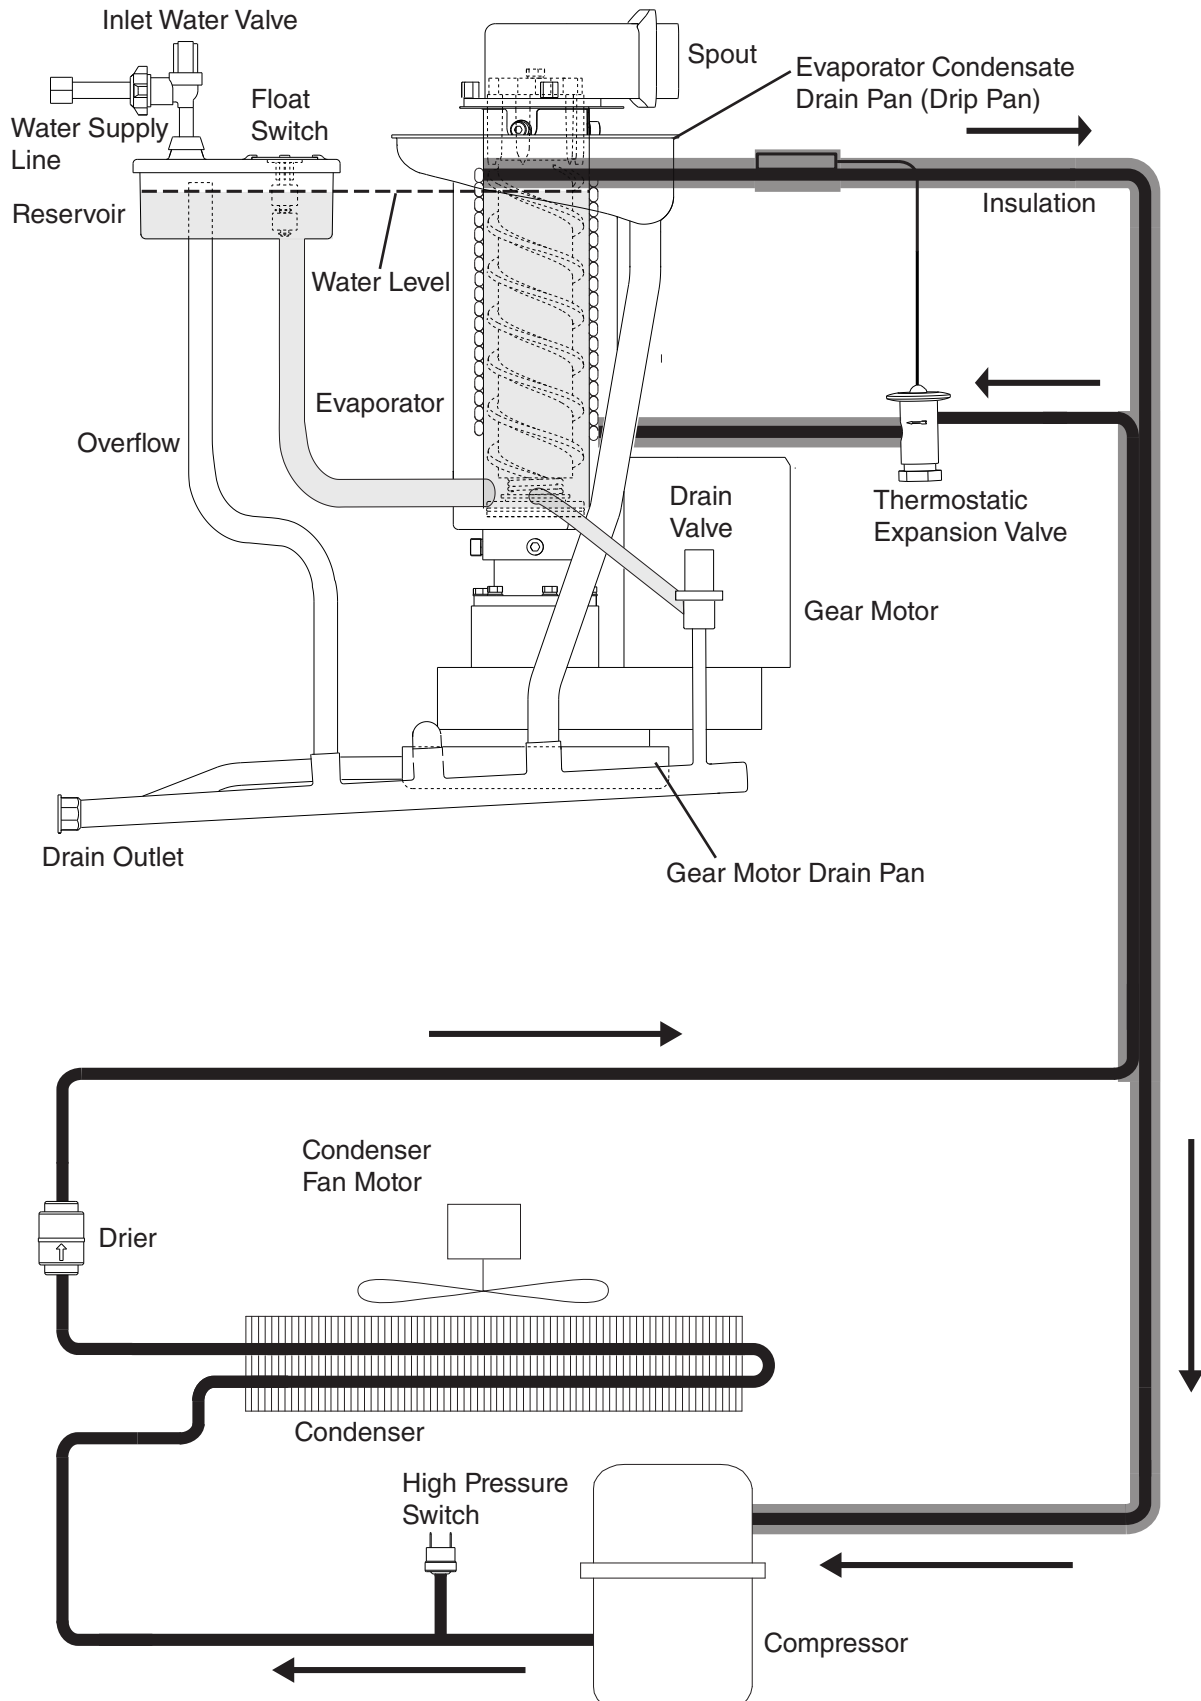 Inlet Water Valve
Spout
Evaporator Condensate
Drain Pan (Drip Pan)
Float
Switch
Water Supply
Line
Reservoir
Insulation
Water Level
Evaporator
Overflow
Drain
Valve
Thermostatic
Expansion Valve
Gear Motor
Drain Outlet
Gear Motor Drain Pan
Condenser
Fan Motor
Drier
Condenser
High Pressure
Switch
Compressor